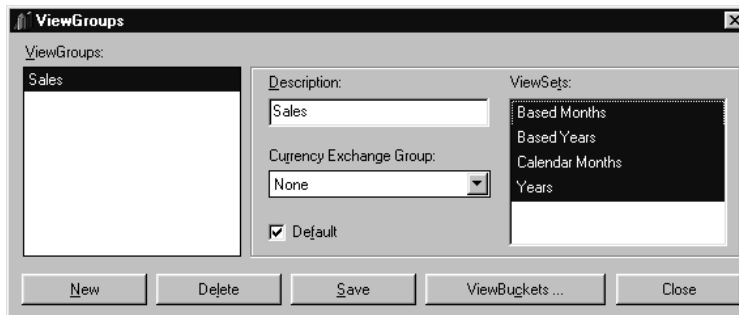 ViewGroups
ViewGroups:
Sales
Description:
Sales
Currency Exchange Group:
None
Default
ViewSets:
Based Months
Based Years
Calendar Months
Years
New
Delete
Save
ViewBuckets ...
Close